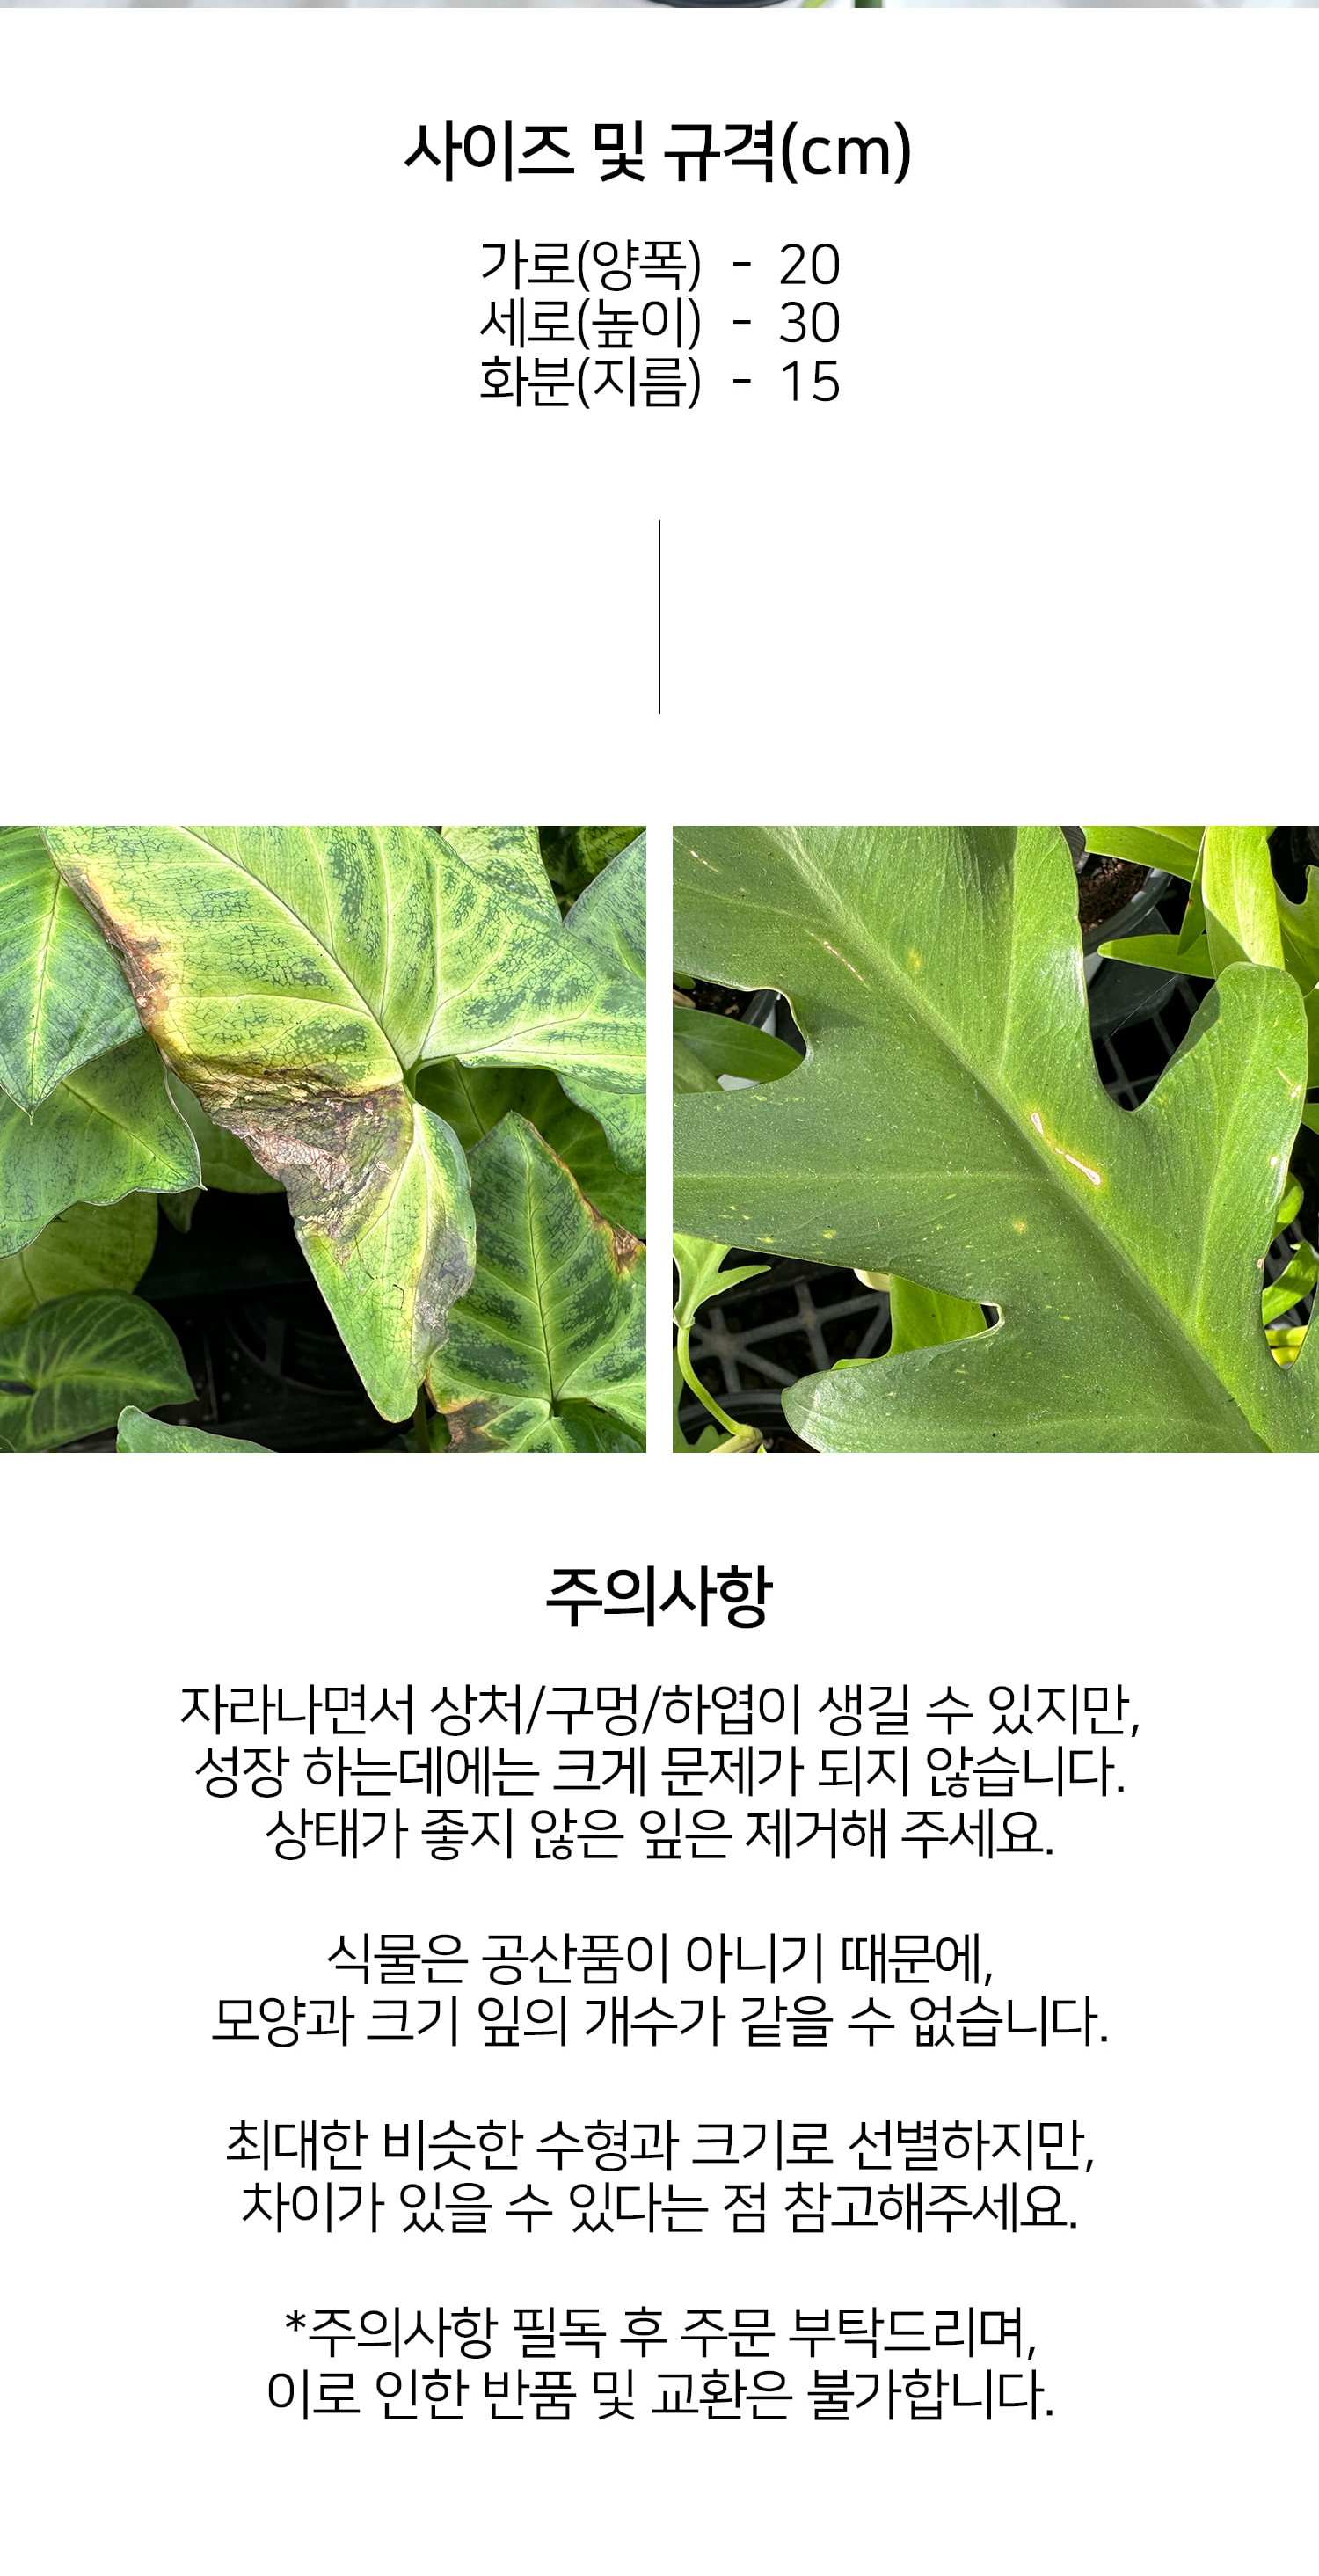 사이즈 및 규격(cm)
가로(양폭) - 20
세로(높이) - 30
화분(지름) - 15
주의사항
자라나면서 상처/구멍/하엽이 생길 수 있지만,
성장 하는데에는 크게 문제가 되지 않습니다.
상태가 좋지 않은 잎은 제거해 주세요.
식물은 공산품이 아니기 때문에,
모양과 크기 잎의 개수가 같을 수 없습니다.
최대한 비슷한 수형과 크기로 선별하지만,
차이가 있을 수 있다는 점 참고해주세요.
*주의사항 필독 후 주문 부탁드리며,
이로 인한 반품 및 교환은 불가합니다.